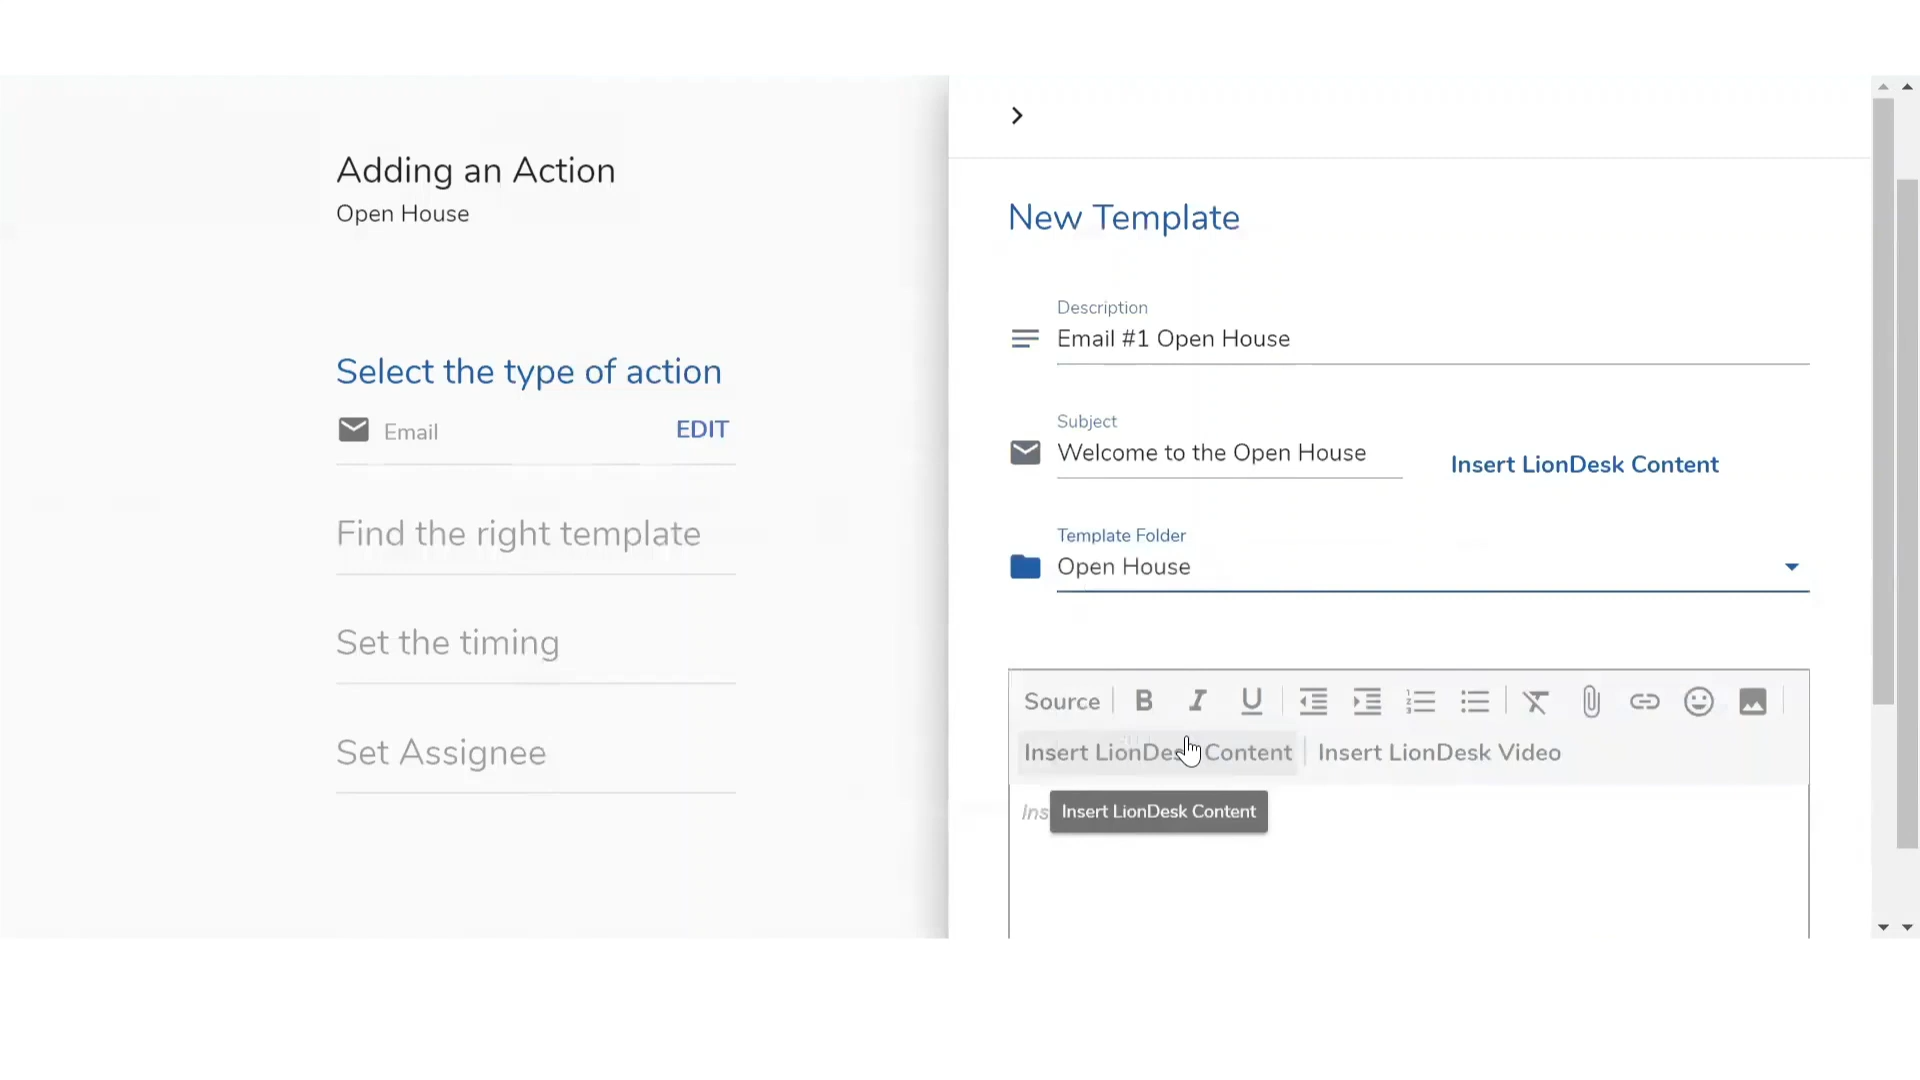 Adding an Action
Open House
Select the type of action
Email EDIT
Find the right template
Set the timing
Set Assignee
New Template
Description
Email #1 Open House
Subject
Welcome to the Open House
Insert LionDesk Content
Template Folder
Open House
Source B I U
Insert LionDesk Content Insert LionDesk Video
Insert LionDesk Content